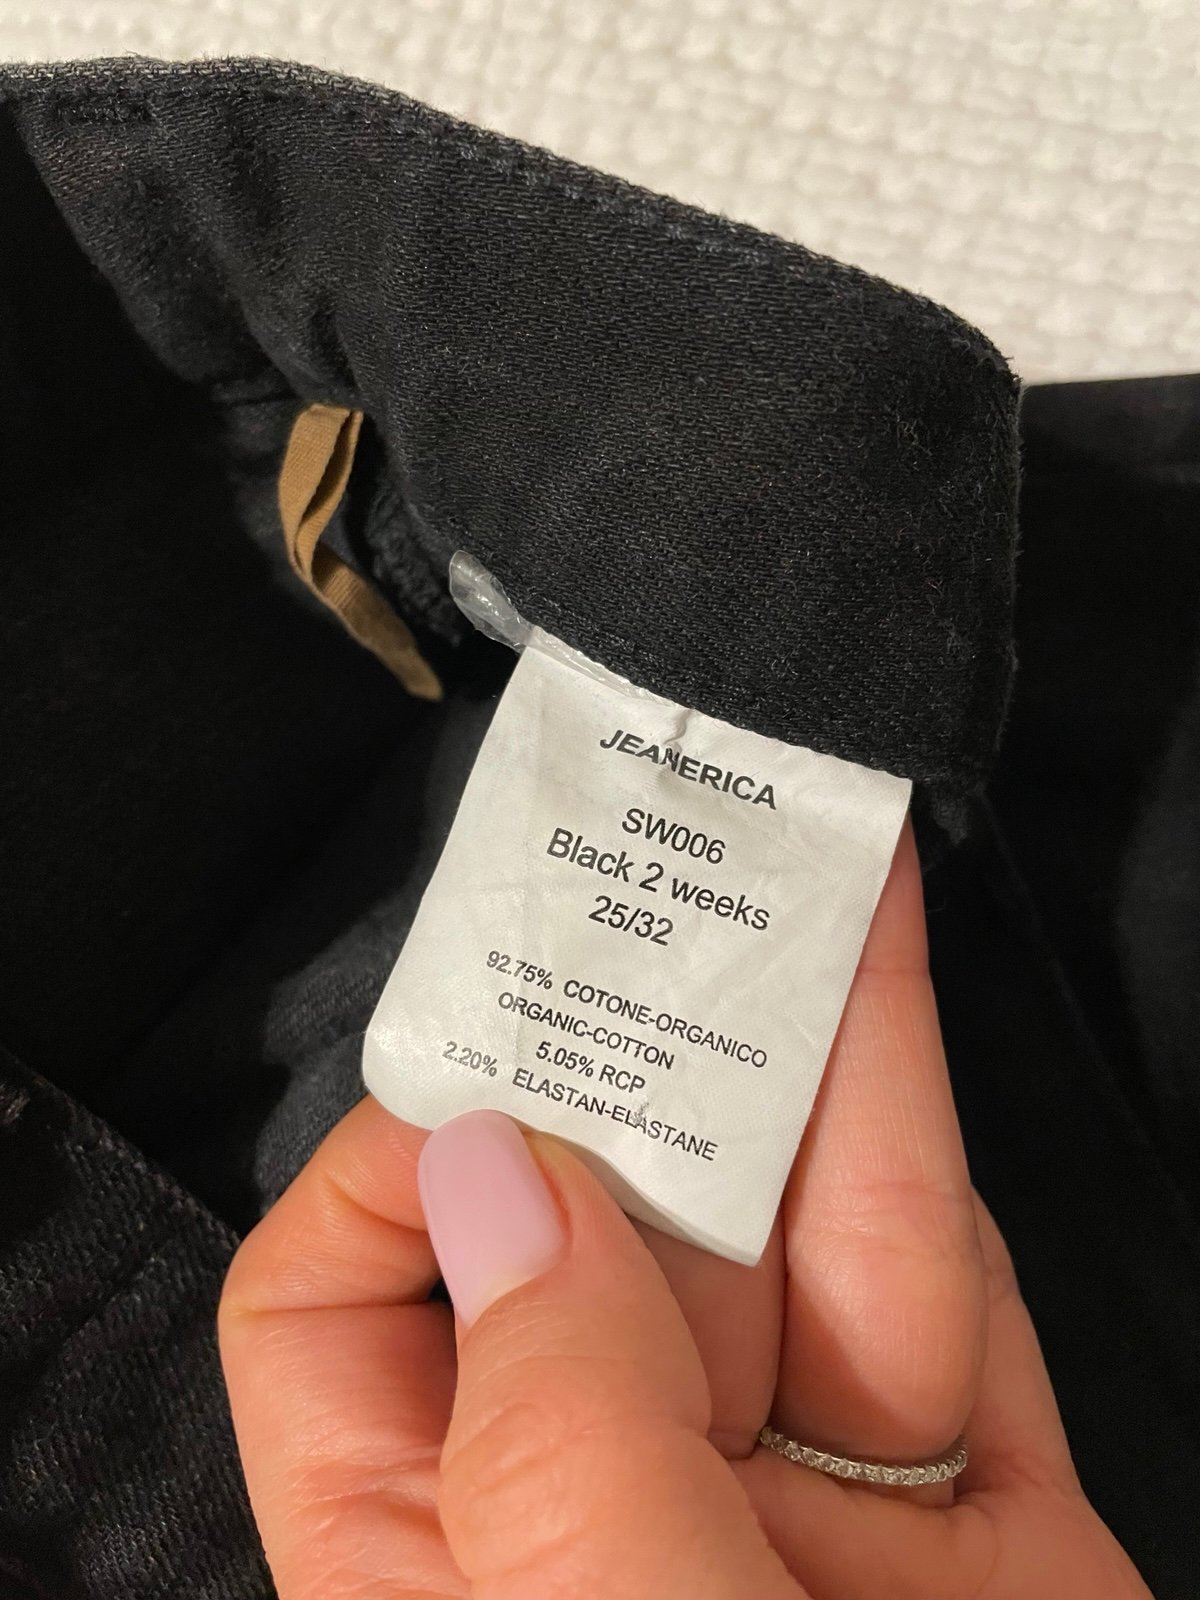 JEANERICA
SW006
Black 2 weeks
25/32
92.75% COTONE-ORGANICO
ORGANIC-COTTON
5.05% RCP
2.20% ELASTAN-ELASTANE